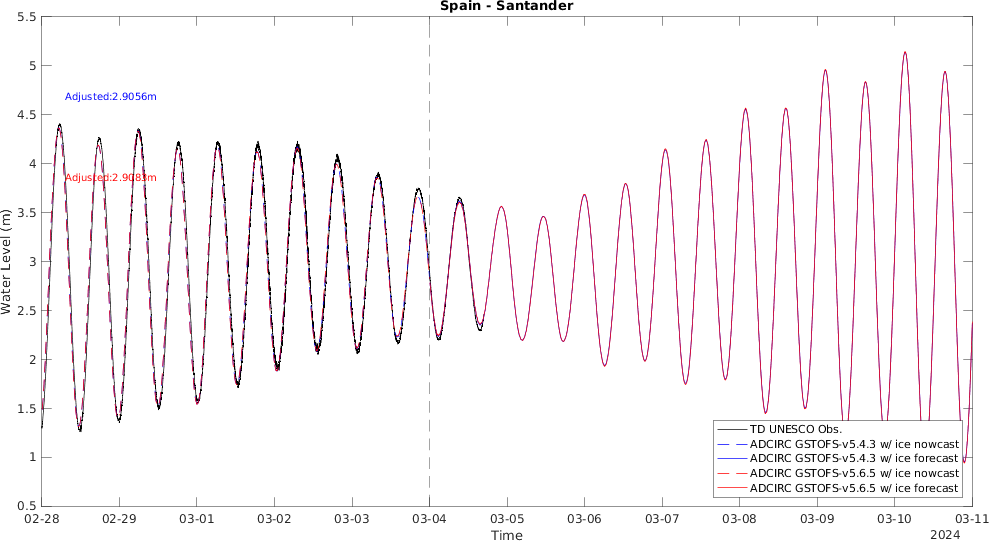 Spain - Santander
5.5
5
4.5
4
3.5
3
2.5
2
1.5
1
0.5
Water Level (m)
Adjusted:2.9056m
Adjusted:2.9083m
TD UNESCO Obs.
ADCIRC GSTOFS-v5.4.3 w/ ice nowcast
ADCIRC GSTOFS-v5.4.3 w/ ice forecast
ADCIRC GSTOFS-v5.6.5 w/ ice nowcast
ADCIRC GSTOFS-v5.6.5 w/ ice forecast
02-28 02-29 03-01 03-02 03-03 03-04 03-05 03-06 03-07 03-08 03-09 03-10 03-11
Time
2024